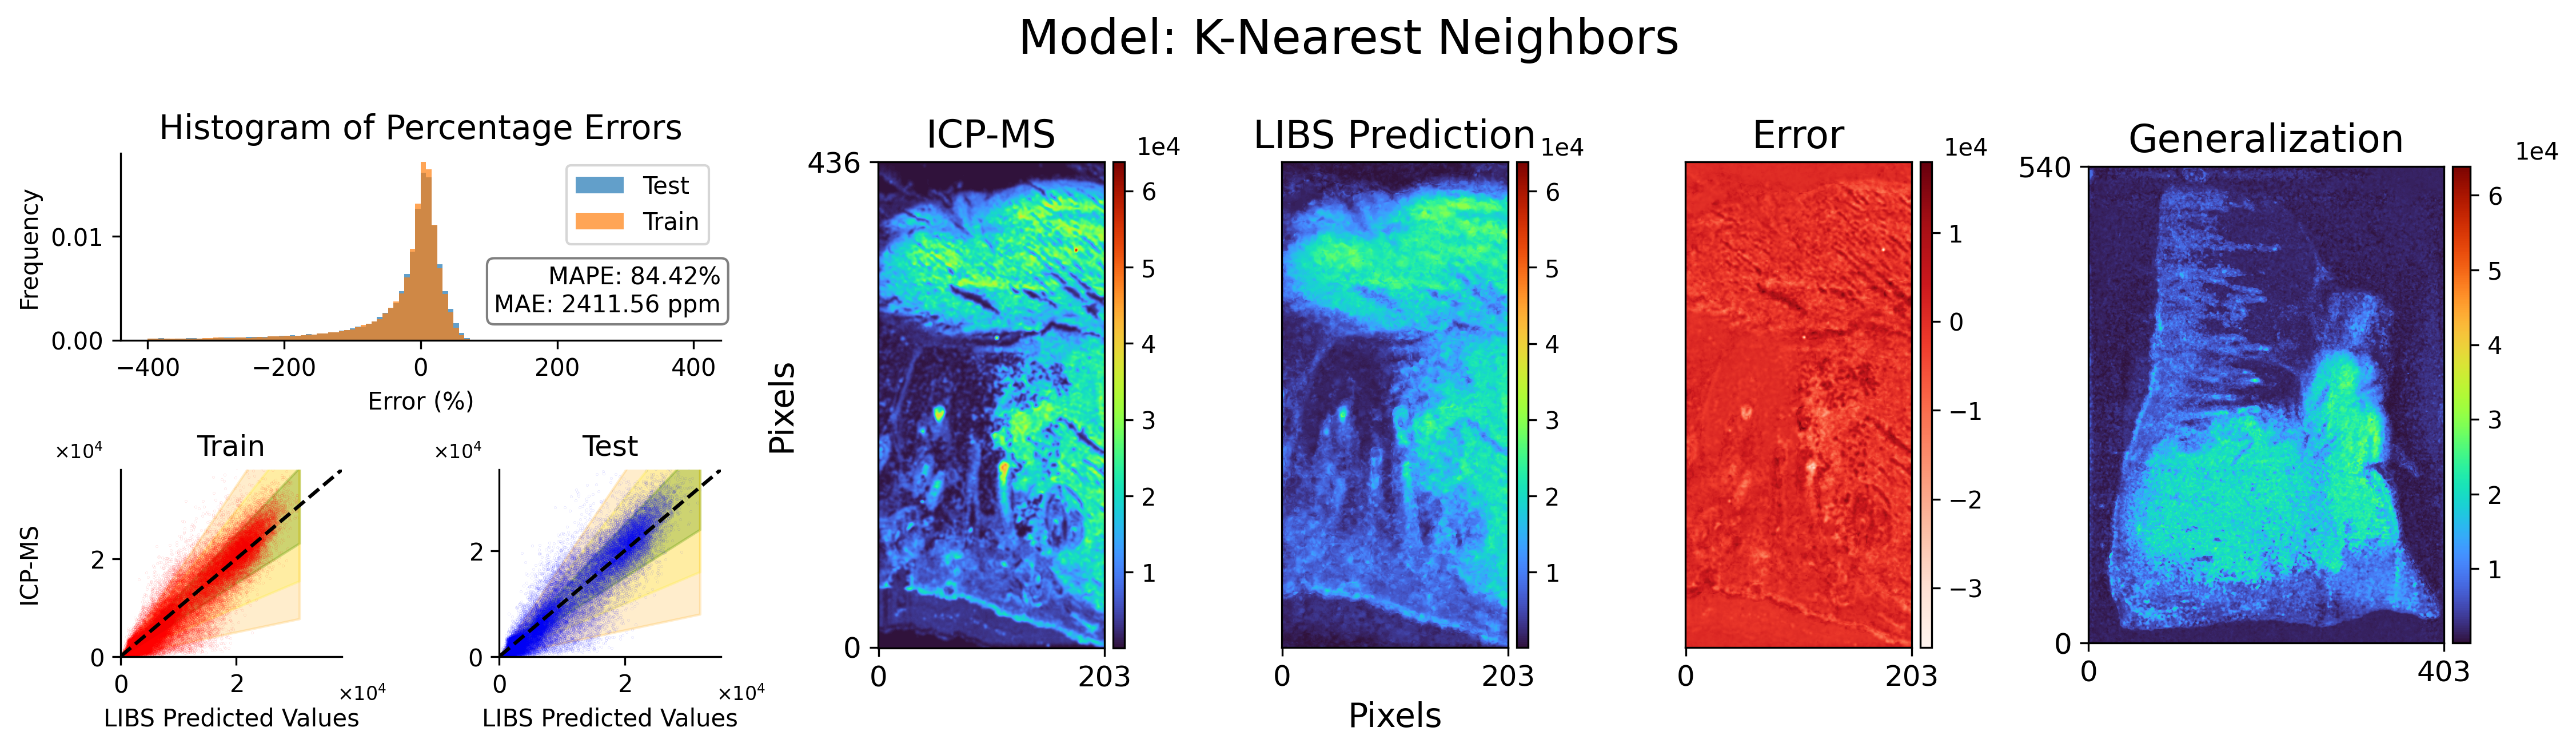 Model: K-Nearest Neighbors
Histogram of Percentage Errors
Frequency
0.01
0.00
Test
Train
MAPE: 84.42%
MAE: 2411.56 ppm
−400 −200 0 200 400
Error (%)
×10⁴
Train
ICP-MS
2
0
0 2
×10⁴
LIBS Predicted Values
×10⁴
Test
2
0
0 2
×10⁴
LIBS Predicted Values
Pixels
ICP-MS
1e4
436
0
0 203
6
5
4
3
2
1
LIBS Prediction
1e4
0 203
6
5
4
3
2
1
Pixels
Error
1e4
0 203
1
0
−1
−2
−3
Generalization
1e4
540
0
0 403
6
5
4
3
2
1